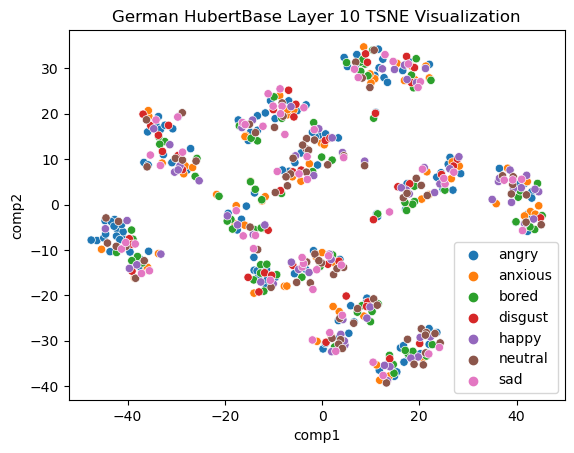 German HubertBase Layer 10 TSNE Visualization
comp2
30
20
10
0
−10
−20
−30
−40
−40
−20
0
20
40
comp1
angry
anxious
bored
disgust
happy
neutral
sad